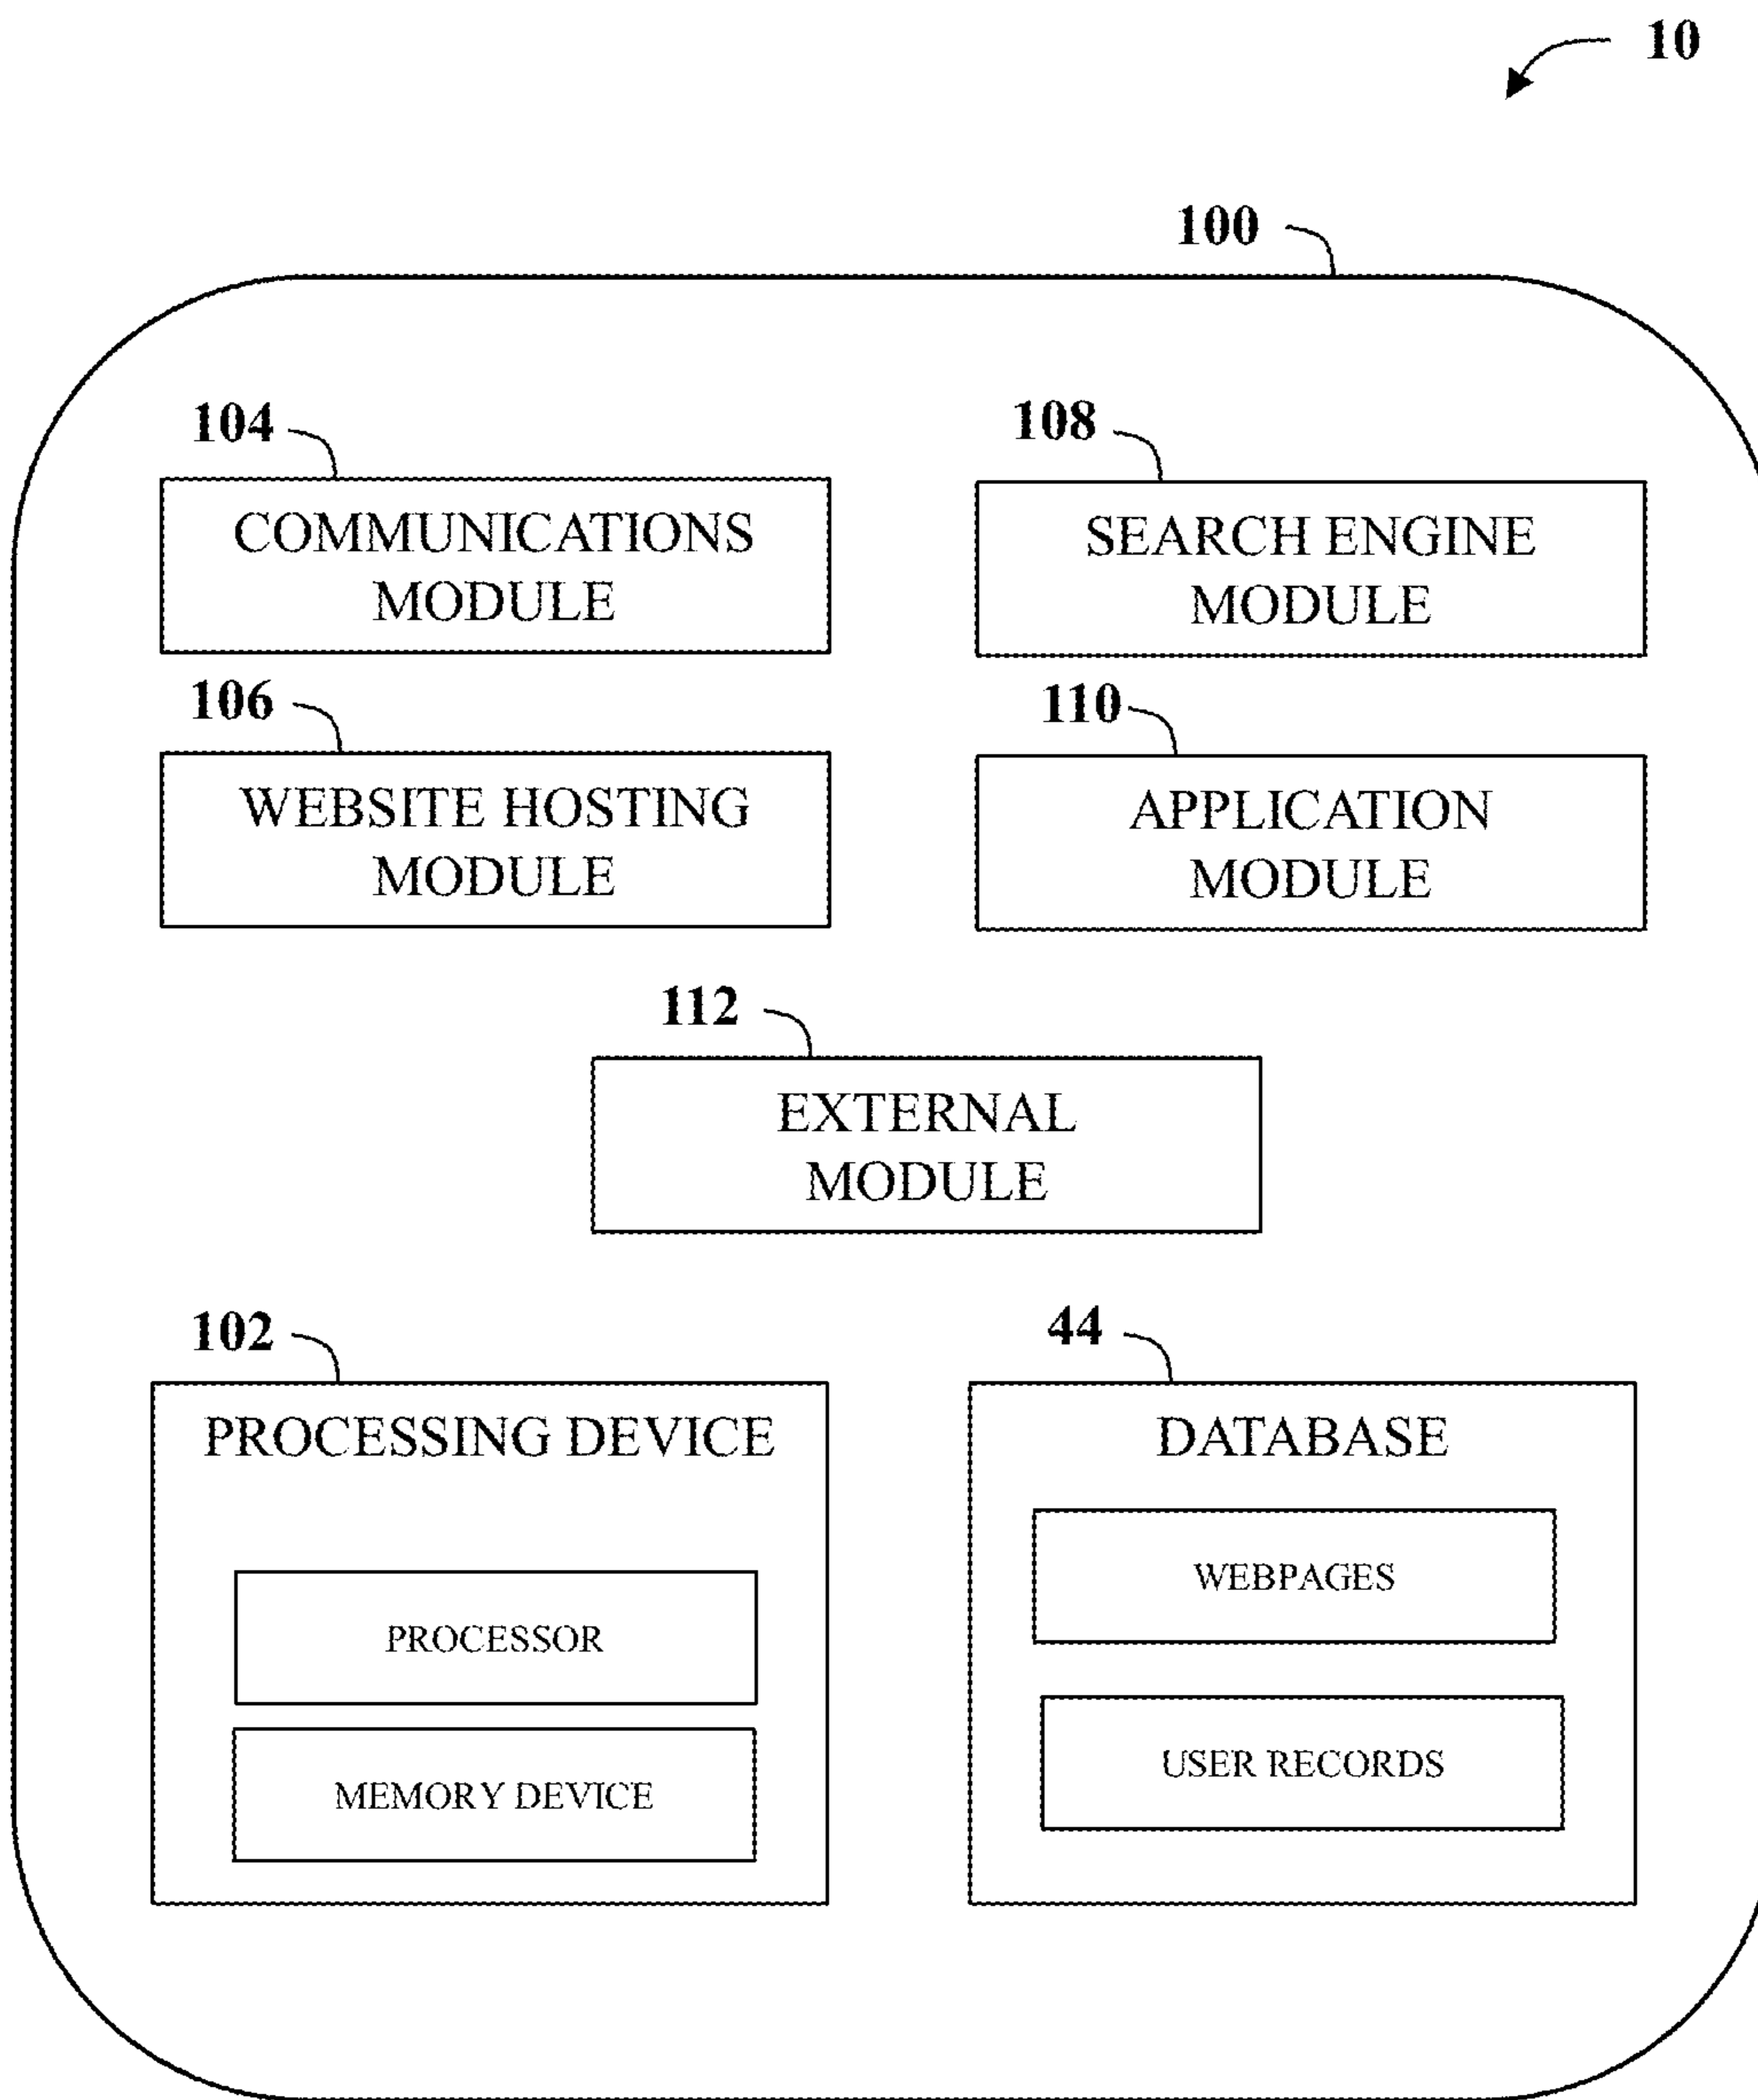 10
100
104
COMMUNICATIONS
MODULE
108
SEARCH ENGINE
MODULE
106
WEBSITE HOSTING
MODULE
110
APPLICATION
MODULE
112
EXTERNAL
MODULE
102
PROCESSING DEVICE
PROCESSOR
MEMORY DEVICE
44
DATABASE
WEBPAGES
USER RECORDS